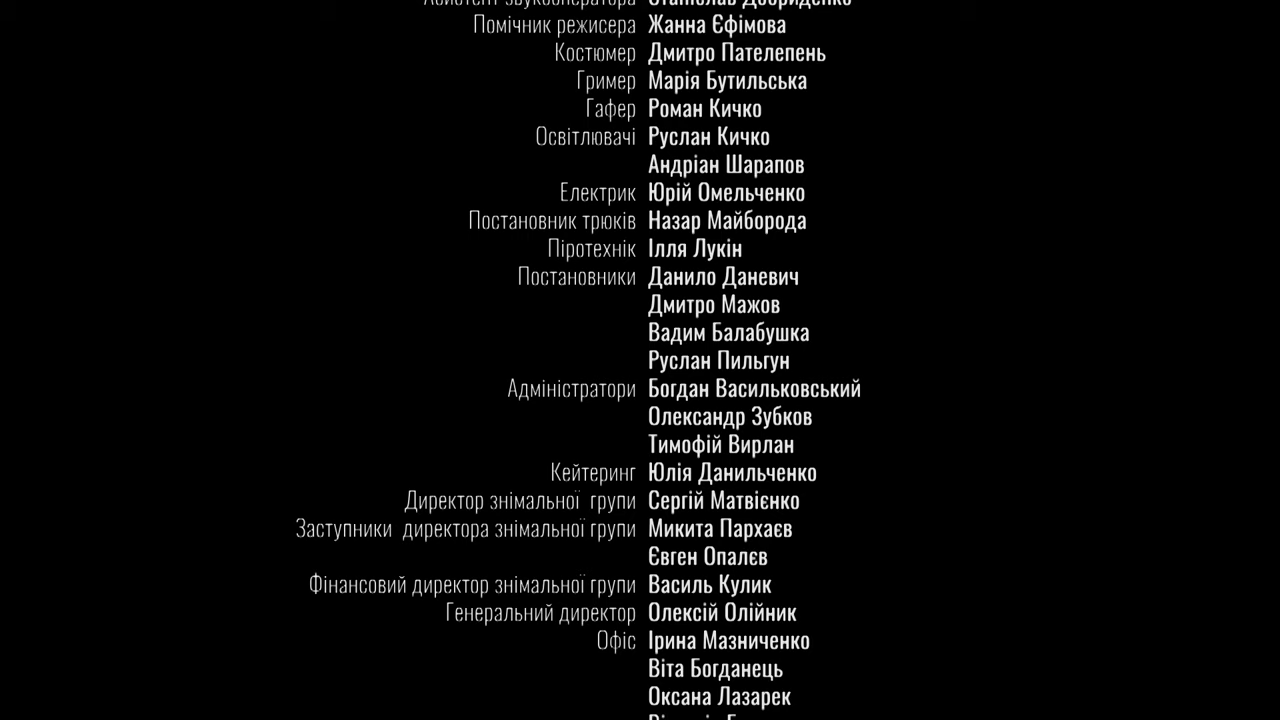 Асистент звукооператора Станіслав Добриденко
Помічник режисера Жанна Єфімова
Костюмер Дмитро Пателепень
Гример Марія Бутильська
Гафер Роман Кичко
Освітлювачі Руслан Кичко
Андріан Шарапов
Електрик Юрій Омельченко
Постановник трюків Назар Майборода
Піротехнік Ілля Лукін
Постановники Данило Даневич
Дмитро Мажов
Вадим Балабушка
Руслан Пильгун
Адміністратори Богдан Васильковський
Олександр Зубков
Тимофій Вирлан
Кейтеринг Юлія Данильченко
Директор знімальної  групи Сергій Матвієнко
Заступники  директора знімальної групи Микита Пархаєв
Євген Опалєв
Фінансовий директор знімальної групи Василь Кулик
Генеральний директор Олексій Олійник
Офіс Ірина Мазниченко
Віта Богданець
Оксана Лазарек